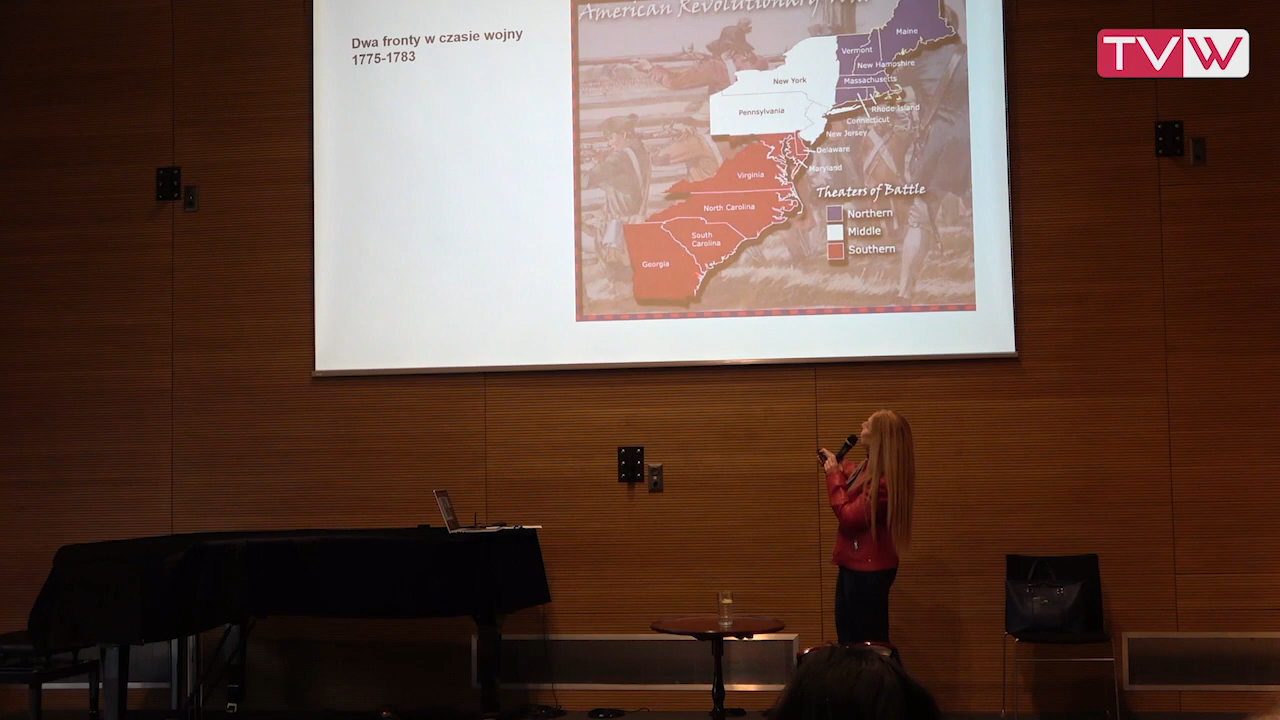 American Revolutionary War
Dwa fronty w czasie wojny
1775-1783
TVW
Maine
Vermont
New Hampshire
New York
Massachusetts
Rhode Island
Pennsylvania
Connecticut
New Jersey
Delaware
Maryland
Virginia
Theaters of Battle
North Carolina
Northern
Middle
South
Carolina
Southern
Georgia